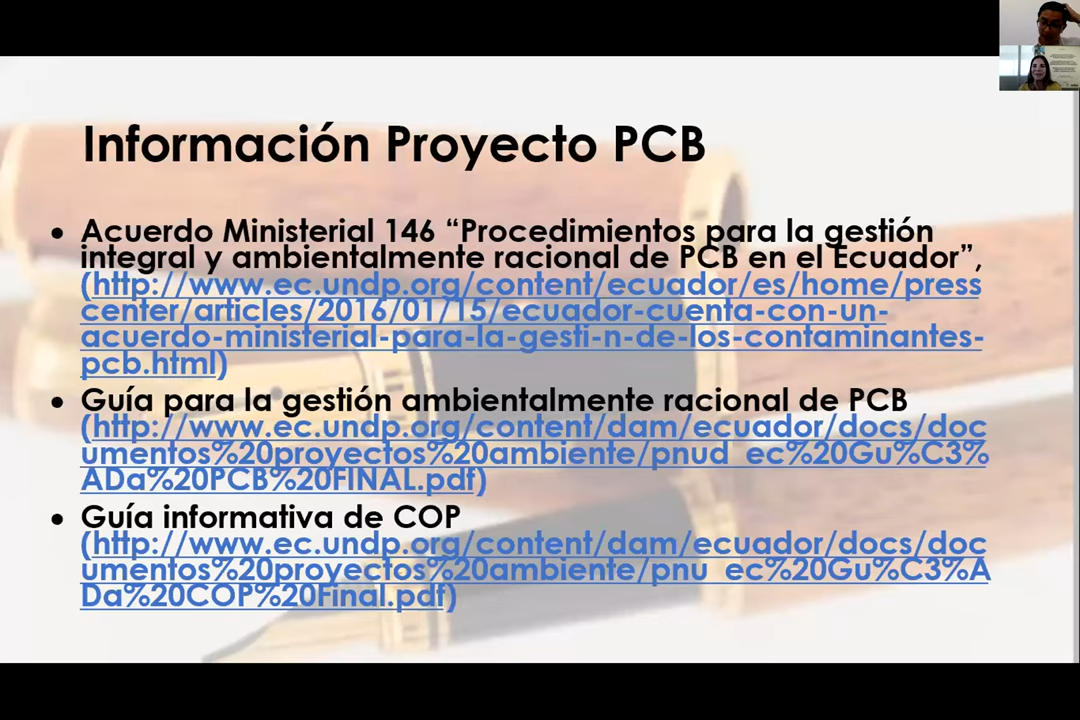 Información Proyecto PCB
• Acuerdo Ministerial 146 “Procedimientos para la gestión
integral y ambientalmente racional de PCB en el Ecuador”,
(http://www.ec.undp.org/content/ecuador/es/home/press
center/articles/2016/01/15/ecuador-cuenta-con-un-
acuerdo-ministerial-para-la-gesti-n-de-los-contaminantes-
pcb.html)
• Guía para la gestión ambientalmente racional de PCB
(http://www.ec.undp.org/content/dam/ecuador/docs/doc
umentos%20proyectos%20ambiente/pnud_ec%20Gu%C3%
ADa%20PCB%20FINAL.pdf)
• Guía informativa de COP
(http://www.ec.undp.org/content/dam/ecuador/docs/doc
umentos%20proyectos%20ambiente/pnu_ec%20Gu%C3%A
Da%20COP%20Final.pdf)